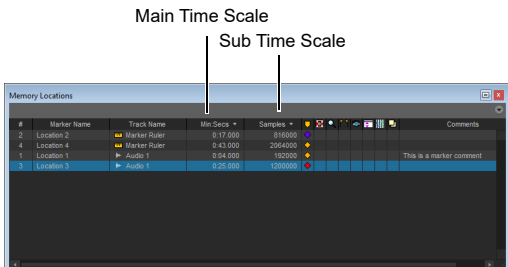 Main Time Scale
Sub Time Scale
Memory Locations
# Marker Name Track Name Min:Secs Samples Comments
2 Location 2 Marker Ruler 0:17.000 816000
4 Location 4 Marker Ruler 0:43.000 2064000
1 Location 1 Audio 1 0:04.000 192000 This is a marker comment
3 Location 3 Audio 1 0:25.000 1200000